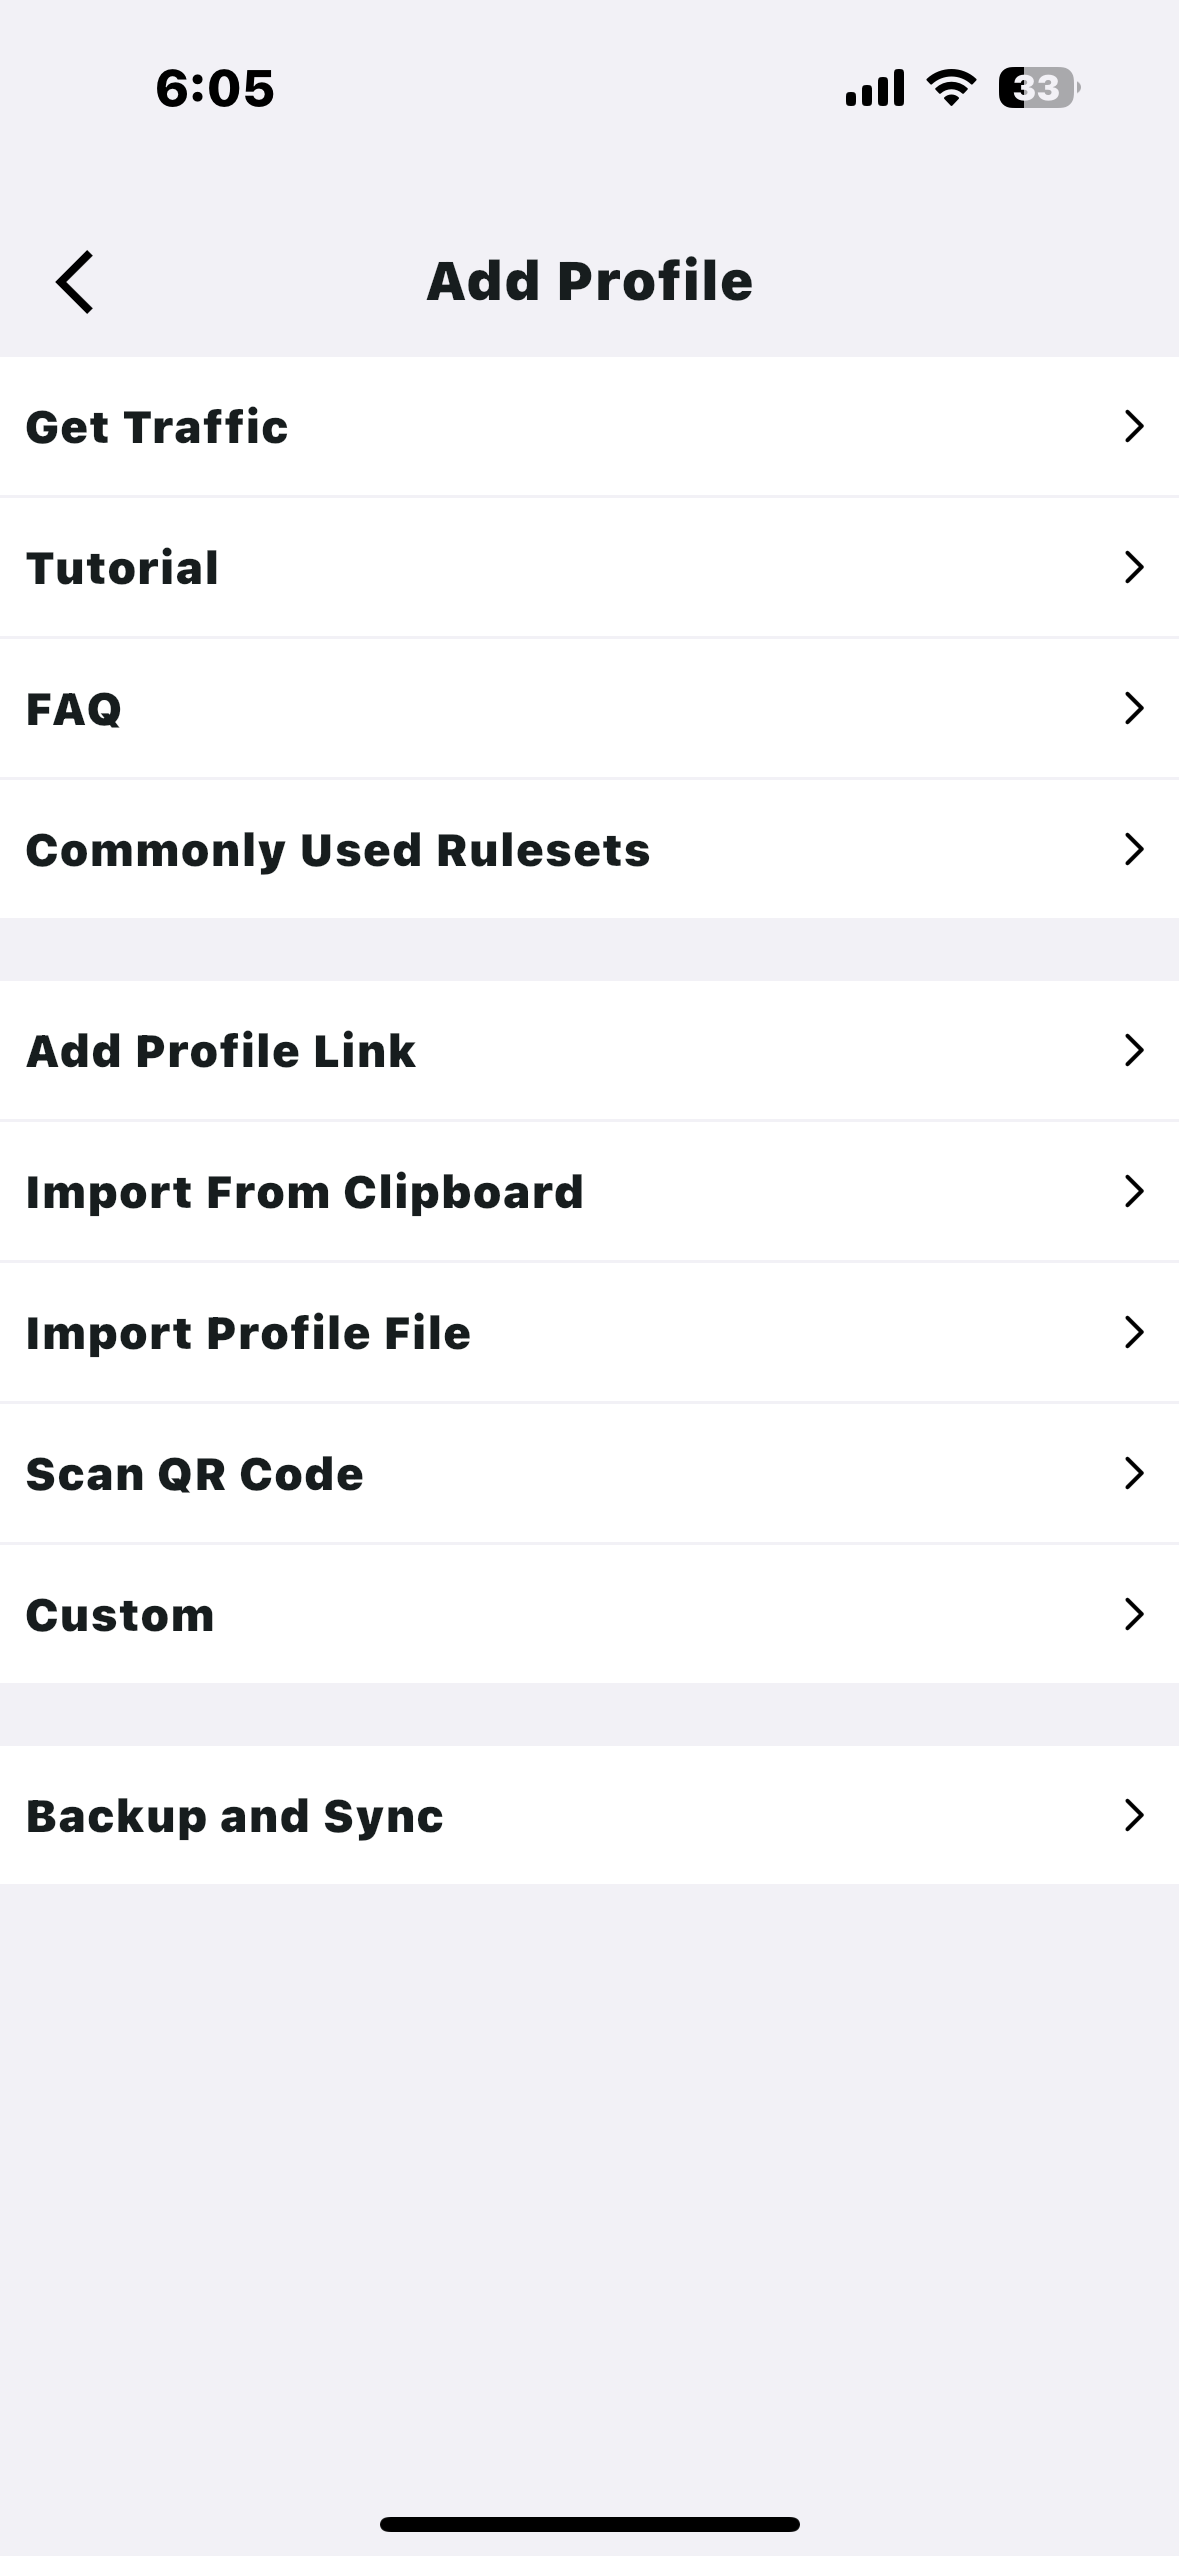 6:05
33
Add Profile
Get Traffic
Tutorial
FAQ
Commonly Used Rulesets
Add Profile Link
Import From Clipboard
Import Profile File
Scan QR Code
Custom
Backup and Sync